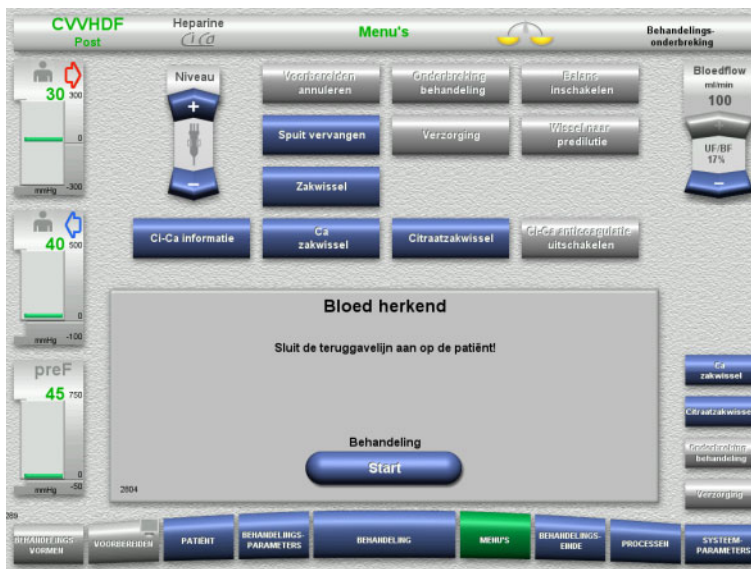 CVVHDF
Post
Heparine
Ci Ca
Menu's
Behandelings-
onderbreking
30
300
0
mmHg
-300
Niveau
+
−
Voorbereiden
annuleren
Onderbreking
behandeling
Balans
inschakelen
Spuit vervangen
Verzorging
Wissel naar
predilutie
Zakwissel
Bloedflow
ml/min
100
UF/BF
17%
−
40
500
0
mmHg
-100
Ci-Ca informatie
Ca
zakwissel
Citraatzakwissel
Ci-Ca anticoagulatie
uitschakelen
Bloed herkend
Sluit de teruggavelijn aan op de patiënt!
Behandeling
Start
2804
preF
45
750
0
mmHg
-50
Ca
zakwissel
Citraatzakwissel
Onderbreking
behandeling
Verzorging
289
BEHANDELINGS-
VORMEN
VOORBEREIDEN
PATIËNT
BEHANDELINGS-
PARAMETERS
BEHANDELING
MENU'S
BEHANDELINGS-
EINDE
PROCESSEN
SYSTEEM-
PARAMETERS